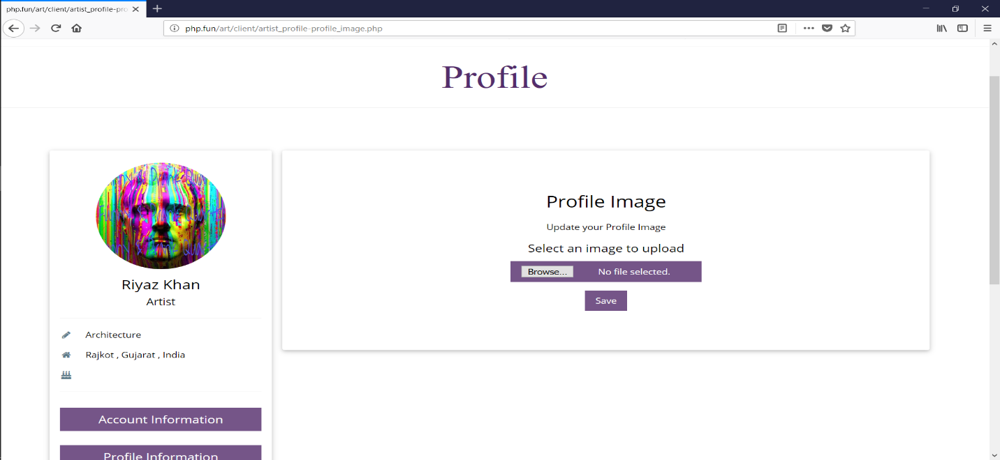 php.fun/art/client/artist_profile-pro
php.fun/art/client/artist_profile-profile_image.php
Profile
Riyaz Khan
Artist
Architecture
Rajkot , Gujarat , India
Account Information
Profile Information
Profile Image
Update your Profile Image
Select an image to upload
Browse... No file selected.
Save